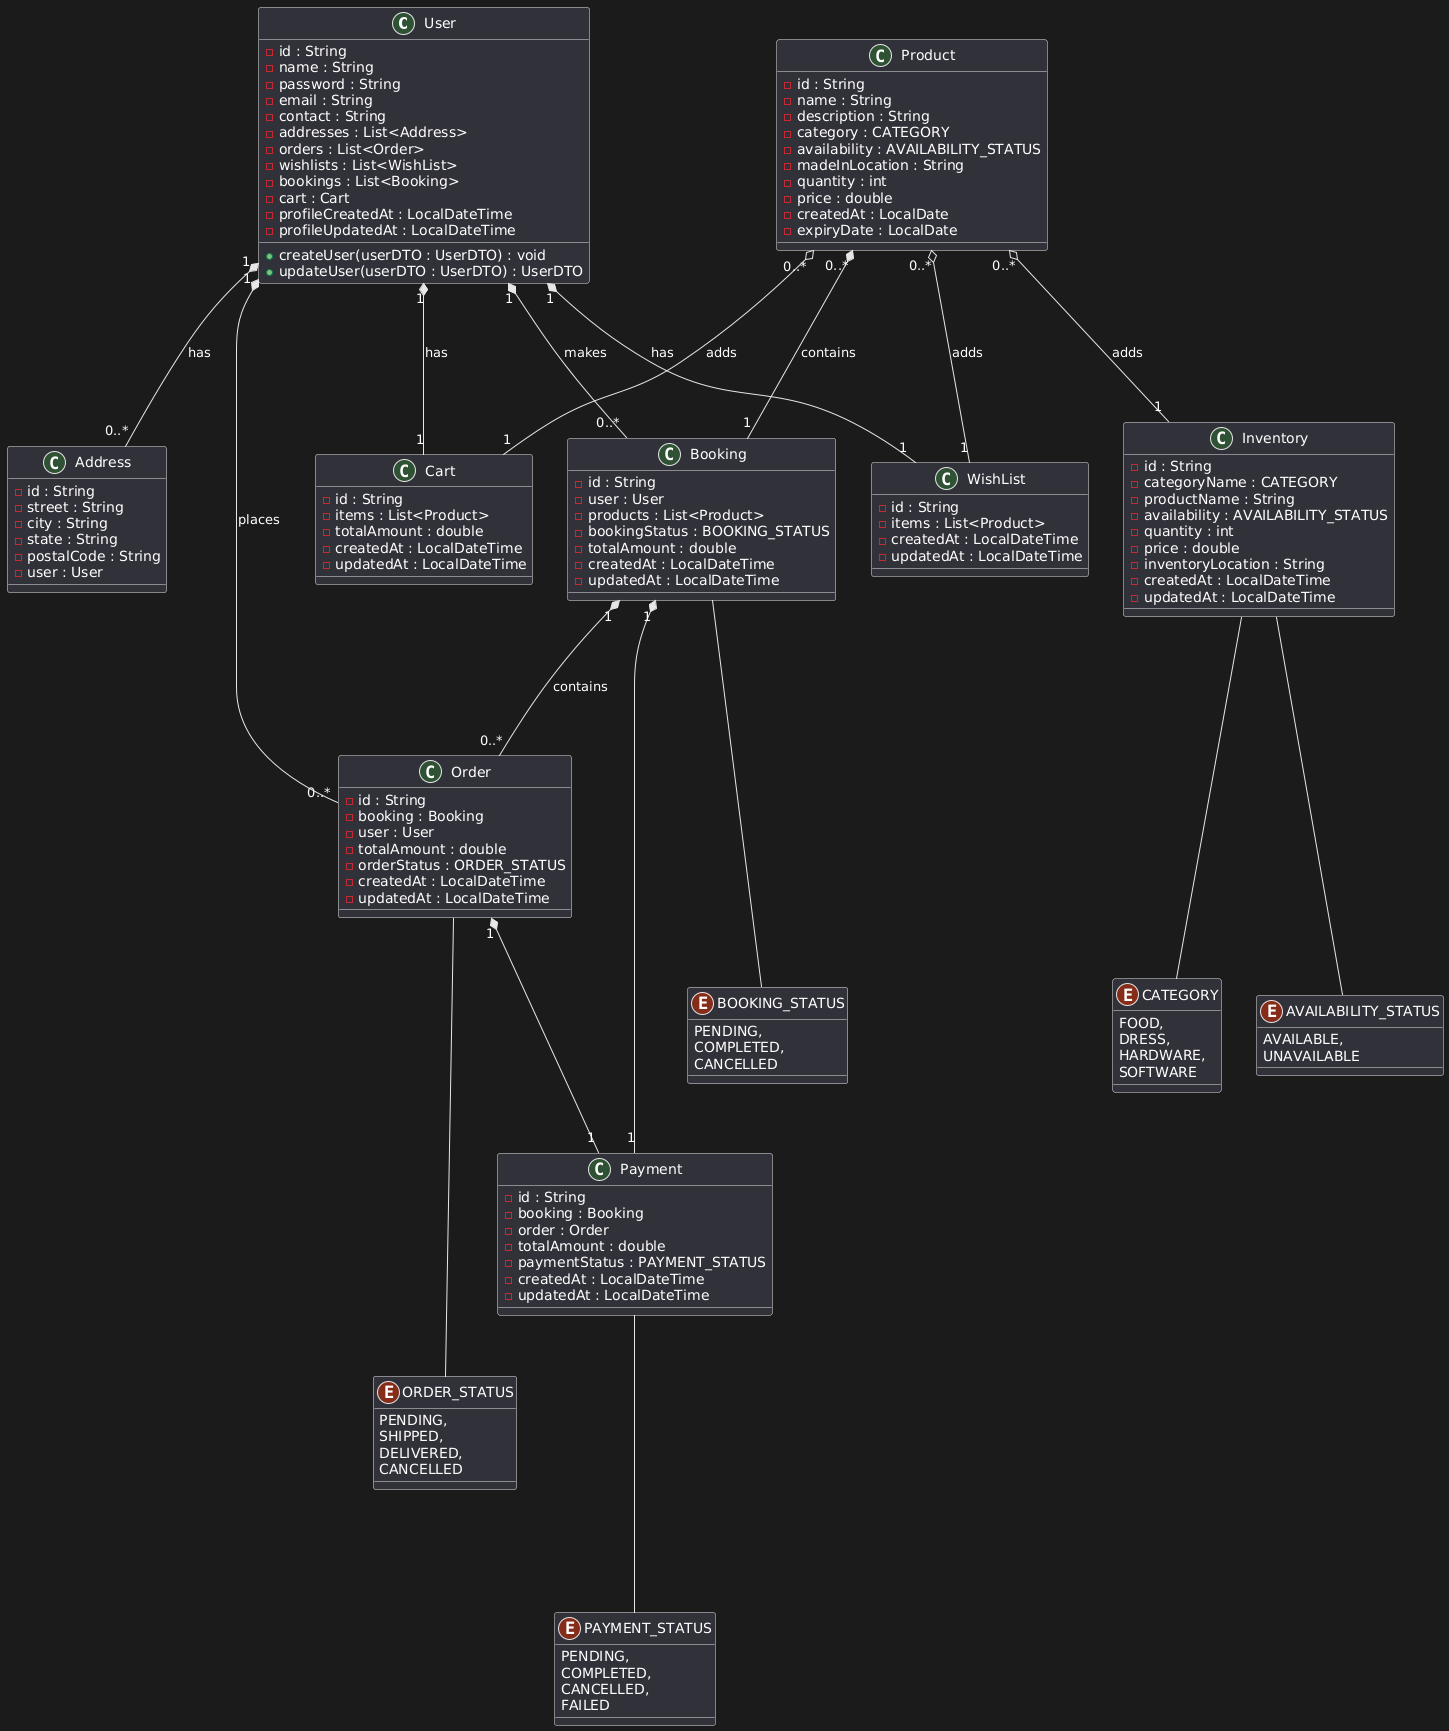 User
id : String
name : String
password : String
email : String
contact : String
addresses : List<Address>
orders : List<Order>
wishlists : List<WishList>
bookings : List<Booking>
cart : Cart
profileCreatedAt : LocalDateTime
profileUpdatedAt : LocalDateTime
createUser(userDTO : UserDTO) : void
updateUser(userDTO : UserDTO) : UserDTO
Product
id : String
name : String
description : String
category : CATEGORY
availability : AVAILABILITY_STATUS
madeInLocation : String
quantity : int
price : double
createdAt : LocalDate
expiryDate : LocalDate
1
1
1
1
1
0..*
0..*
0..*
0..*
has
has
makes
has
adds
contains
adds
adds
0..*
1
1
0..*
1
1
1
1
Address
id : String
street : String
city : String
state : String
postalCode : String
user : User
Cart
id : String
items : List<Product>
totalAmount : double
createdAt : LocalDateTime
updatedAt : LocalDateTime
Booking
id : String
user : User
products : List<Product>
bookingStatus : BOOKING_STATUS
totalAmount : double
createdAt : LocalDateTime
updatedAt : LocalDateTime
WishList
id : String
items : List<Product>
createdAt : LocalDateTime
updatedAt : LocalDateTime
Inventory
id : String
categoryName : CATEGORY
productName : String
availability : AVAILABILITY_STATUS
quantity : int
price : double
inventoryLocation : String
createdAt : LocalDateTime
updatedAt : LocalDateTime
places
1
1
contains
0..*
0..*
Order
id : String
booking : Booking
user : User
totalAmount : double
orderStatus : ORDER_STATUS
createdAt : LocalDateTime
updatedAt : LocalDateTime
1
BOOKING_STATUS
PENDING,
COMPLETED,
CANCELLED
CATEGORY
FOOD,
DRESS,
HARDWARE,
SOFTWARE
AVAILABILITY_STATUS
AVAILABLE,
UNAVAILABLE
1
1
Payment
id : String
booking : Booking
order : Order
totalAmount : double
paymentStatus : PAYMENT_STATUS
createdAt : LocalDateTime
updatedAt : LocalDateTime
ORDER_STATUS
PENDING,
SHIPPED,
DELIVERED,
CANCELLED
PAYMENT_STATUS
PENDING,
COMPLETED,
CANCELLED,
FAILED